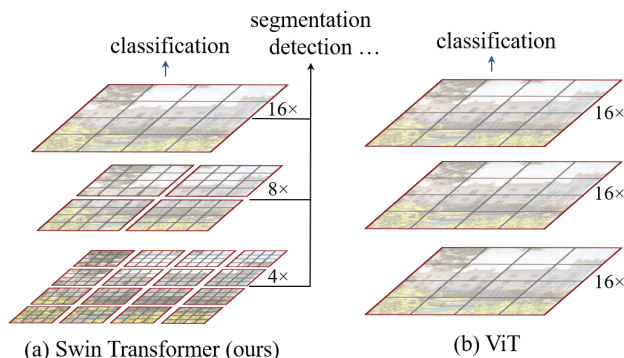 segmentation
detection ...
classification
16×
8×
4×
(a) Swin Transformer (ours)
classification
16×
16×
16×
(b) ViT